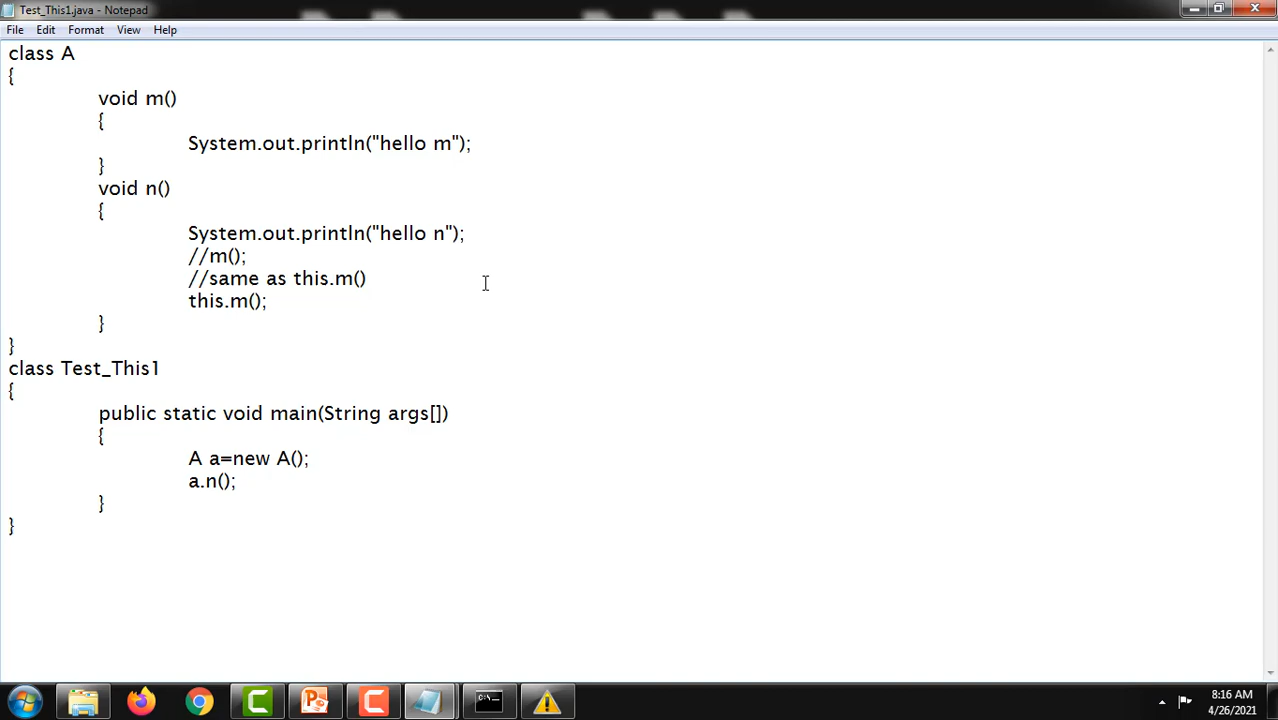 Test_This1.java - Notepad
File Edit Format View Help
class A
{
void m()
{
System.out.println("hello m");
}
void n()
{
System.out.println("hello n");
//m();
//same as this.m()
this.m();
}
}
class Test_This1
{
public static void main(String args[])
{
A a=new A();
a.n();
}
}
8:16 AM
4/26/2021